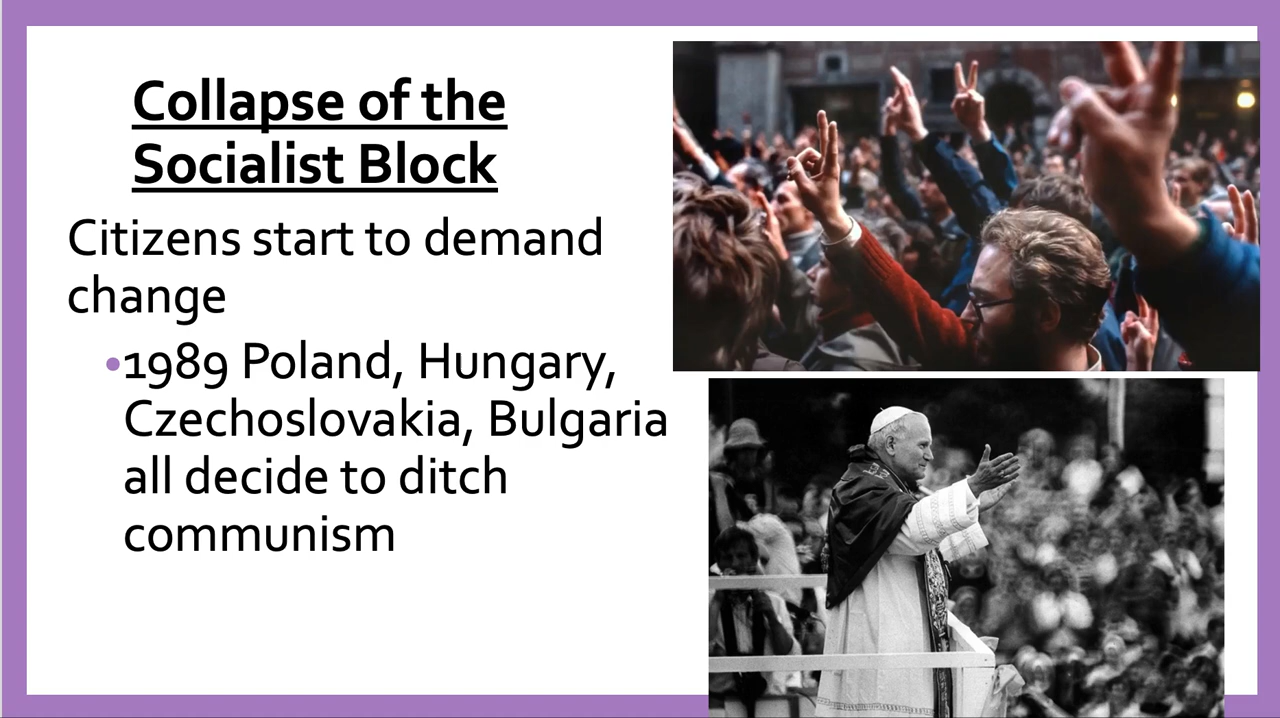 Collapse of the
Socialist Block
Citizens start to demand
change
•1989 Poland, Hungary,
Czechoslovakia, Bulgaria
all decide to ditch
communism